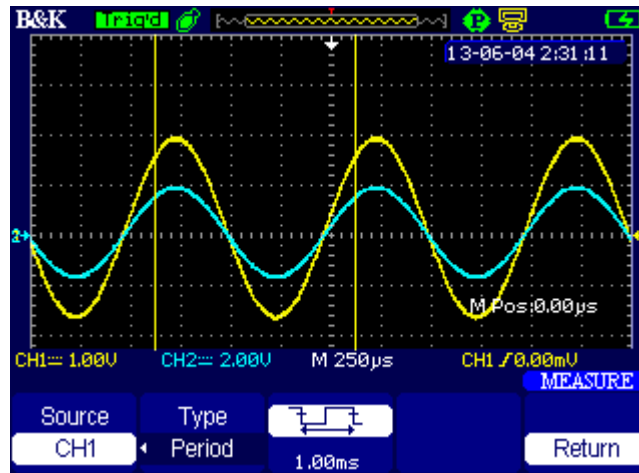 B&K Trig'd P
13-06-04 2:31:11
M Pos:0.00μs
CH1 1.00V CH2 2.00V M 250μs CH1 0.00mV
MEASURE
Source Type
CH1 Period 1.00ms Return